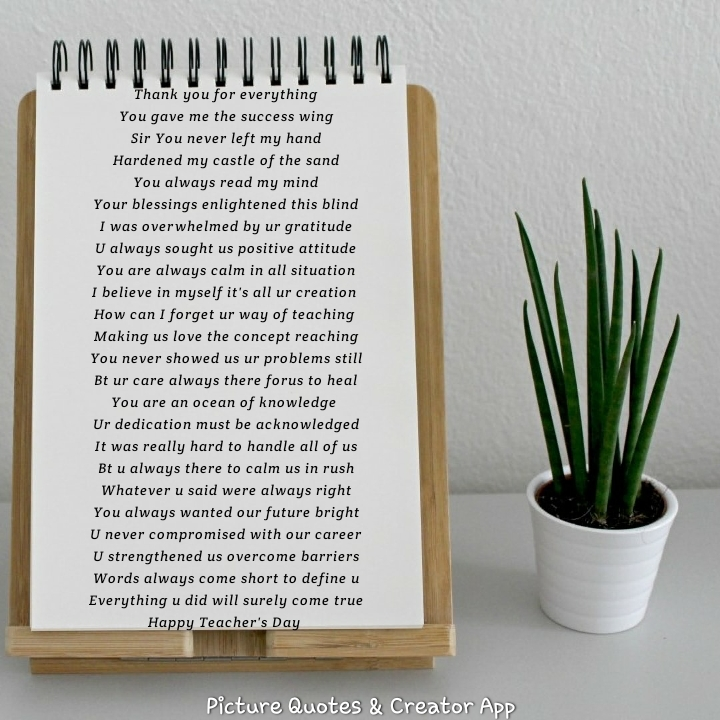 Thank you for everything
You gave me the success wing
Sir You never left my hand
Hardened my castle of the sand
You always read my mind
Your blessings enlightened this blind
I was overwhelmed by ur gratitude
U always sought us positive attitude
You are always calm in all situation
I believe in myself it's all ur creation
How can I forget ur way of teaching
Making us love the concept reaching
You never showed us ur problems still
Bt ur care always there forus to heal
You are an ocean of knowledge
Ur dedication must be acknowledged
It was really hard to handle all of us
Bt u always there to calm us in rush
Whatever u said were always right
You always wanted our future bright
U never compromised with our career
U strengthened us overcome barriers
Words always come short to define u
Everything u did will surely come true
Happy Teacher's Day
Picture Quotes & Creator App